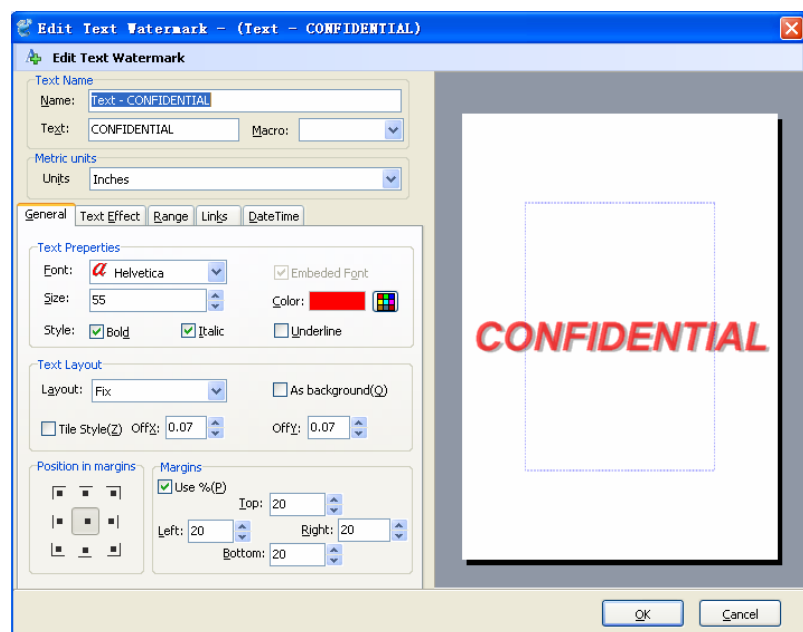 Edit Text Watermark - (Text - CONFIDENTIAL)
Edit Text Watermark
Text Name
Name: Text - CONFIDENTIAL
Text: CONFIDENTIAL Macro:
Metric units
Units Inches
General Text Effect Range Links DateTime
Text Properties
Font: a Helvetica Embeded Font
Size: 55 Color:
Style: Bold Italic Underline
Text Layout
Layout: Fix As background(Q)
Tile Style(Z) OffX: 0.07 OffY: 0.07
Position in margins Margins
Use %(P)
Top: 20
Left: 20 Right: 20
Bottom: 20
CONFIDENTIAL
OK Cancel